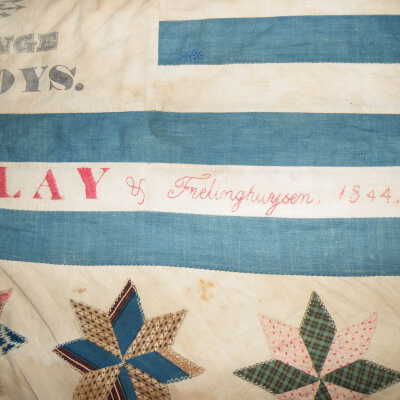 NGE
OYS.
LAY & Frelinghuysen. 1844.